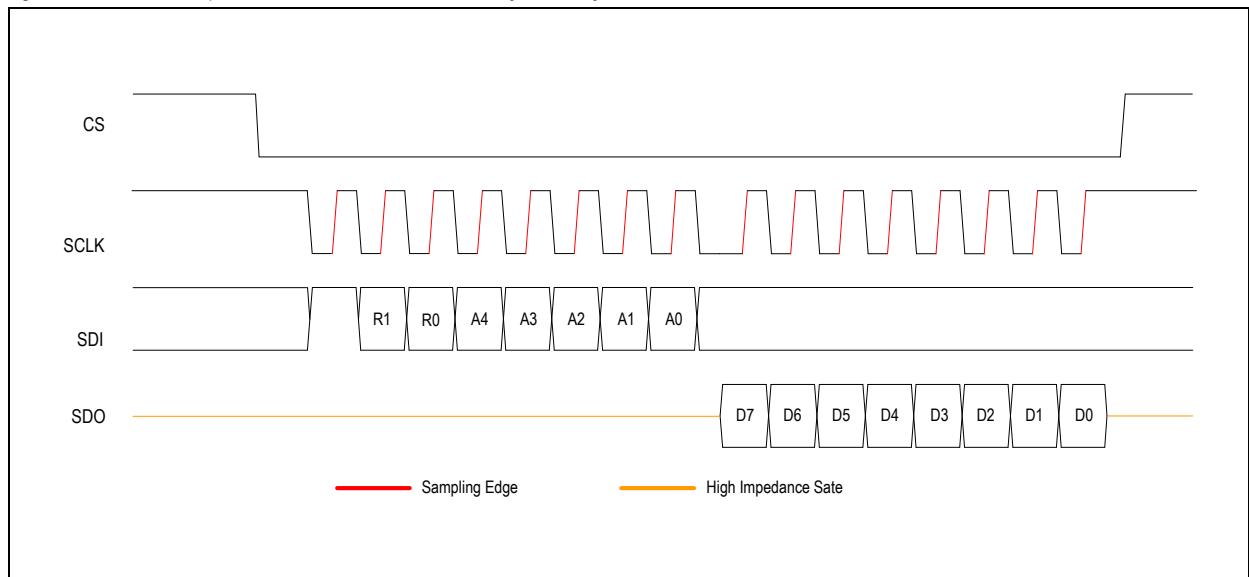 CS
SCLK
SDI
R1 R0 A4 A3 A2 A1 A0
SDO
D7 D6 D5 D4 D3 D2 D1 D0
Sampling Edge
High Impedance Sate